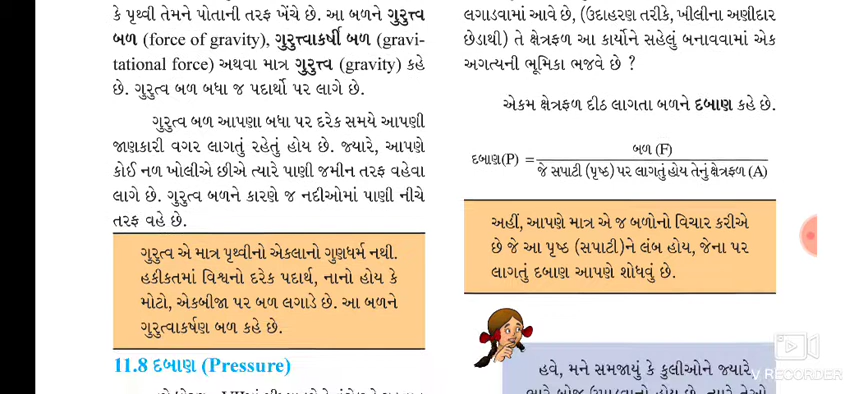 કે પૃથ્વી તેમને પોતાની તરફ ખેંચે છે. આ બળને ગુરુત્વ
બળ (force of gravity), ગુરુત્વાકર્ષી બળ (gravi-
tational force) અથવા માત્ર ગુરુત્વ (gravity) કહે
છે. ગુરુત્વ બળ બધા જ પદાર્થો પર લાગે છે.
ગુરુત્વ બળ આપણા બધા પર દરેક સમયે આપણી
જાણકારી વગર લાગતું રહેતું હોય છે. જ્યારે, આપણે
કોઈ નળ ખોલીએ છીએ ત્યારે પાણી જમીન તરફ વહેવા
લાગે છે. ગુરુત્વ બળને કારણે જ નદીઓમાં પાણી નીચે
તરફ વહે છે.
ગુરુત્વ એ માત્ર પૃથ્વીનો એકલાનો ગુણધર્મ નથી.
હકીકતમાં વિશ્વનો દરેક પદાર્થ, નાનો હોય કે
મોટો, એકબીજા પર બળ લગાડે છે. આ બળને
ગુરુત્વાકર્ષણ બળ કહે છે.
11.8 દબાણ (Pressure)
લગાડવામાં આવે છે, (ઉદાહરણ તરીકે, ખીલીના અણીદાર
છેડાથી) તે ક્ષેત્રફળ આ કાર્યોને સહેલું બનાવવામાં એક
અગત્યની ભૂમિકા ભજવે છે ?
એકમ ક્ષેત્રફળ દીઠ લાગતા બળને દબાણ કહે છે.
દબાણ(P) = બળ (F)
જે સપાટી (પૃષ્ઠ) પર લાગતું હોય તેનું ક્ષેત્રફળ (A)
અહીં, આપણે માત્ર એ જ બળોનો વિચાર કરીએ
છે જે આ પૃષ્ઠ (સપાટી)ને લંબ હોય, જેના પર
લાગતું દબાણ આપણે શોધવું છે.
હવે, મને સમજાયું કે કુલીઓને જ્યારે
V RECORDER